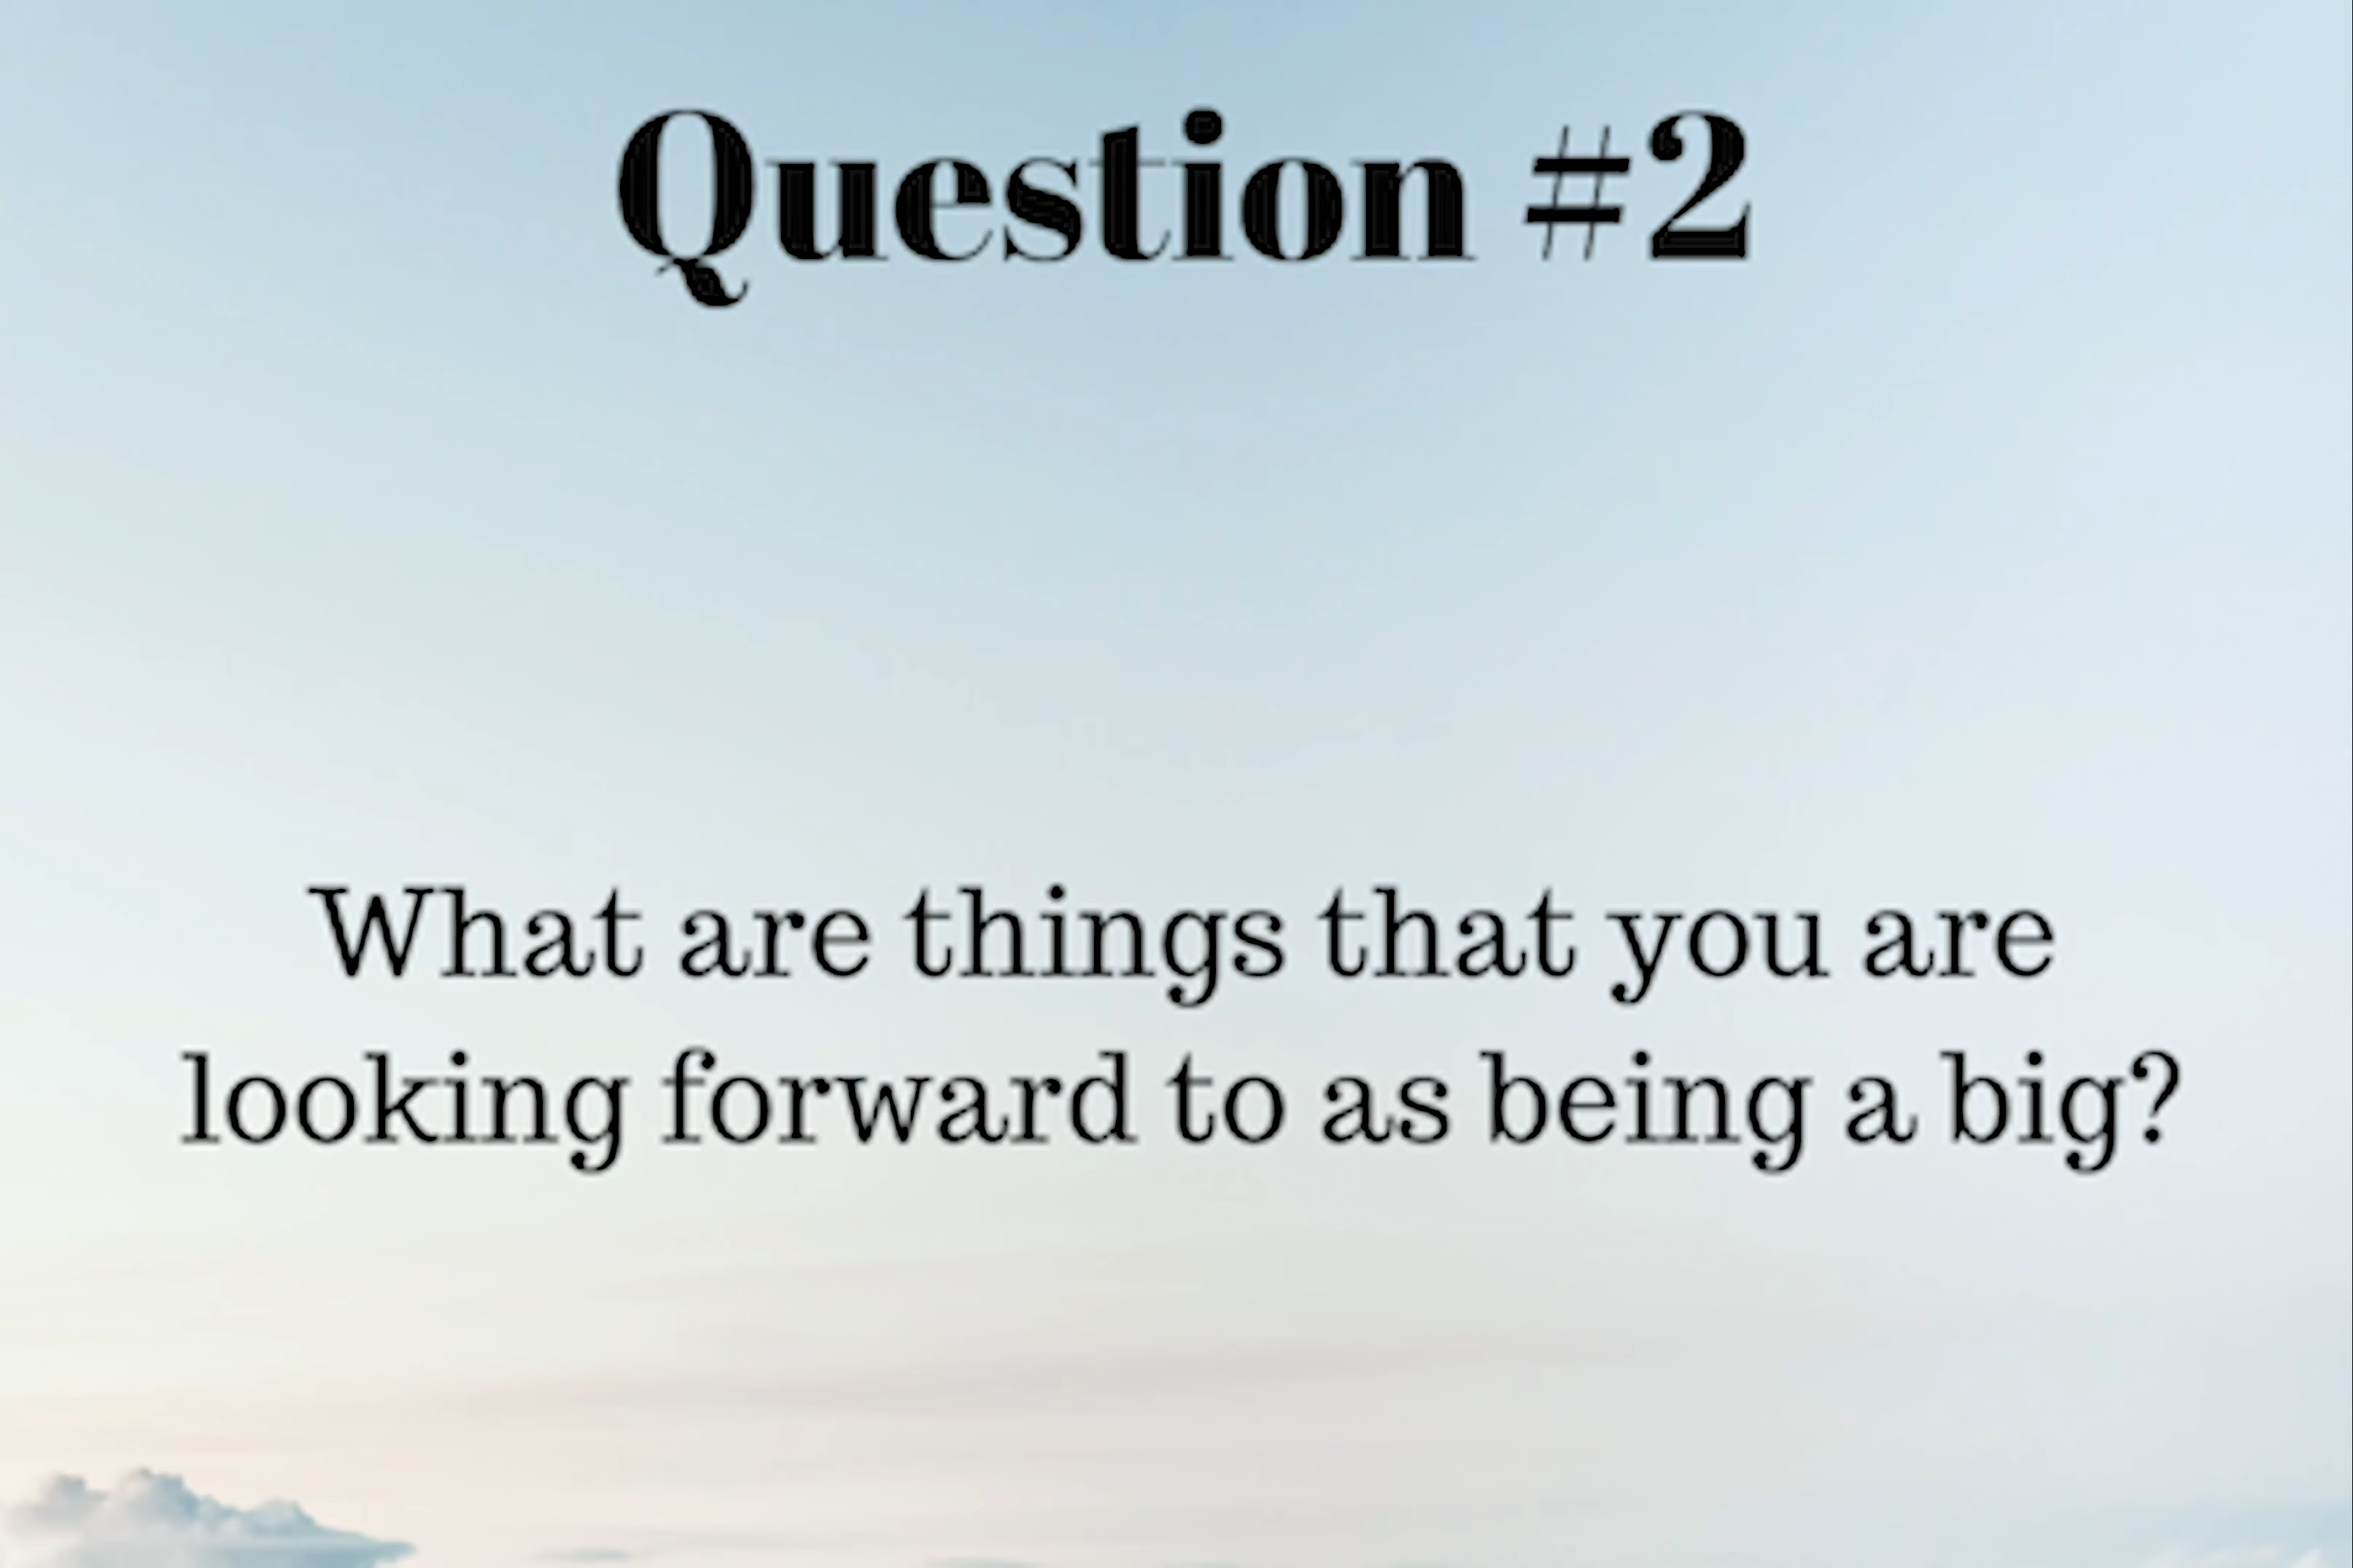 Question #2
What are things that you are
looking forward to as being a big?